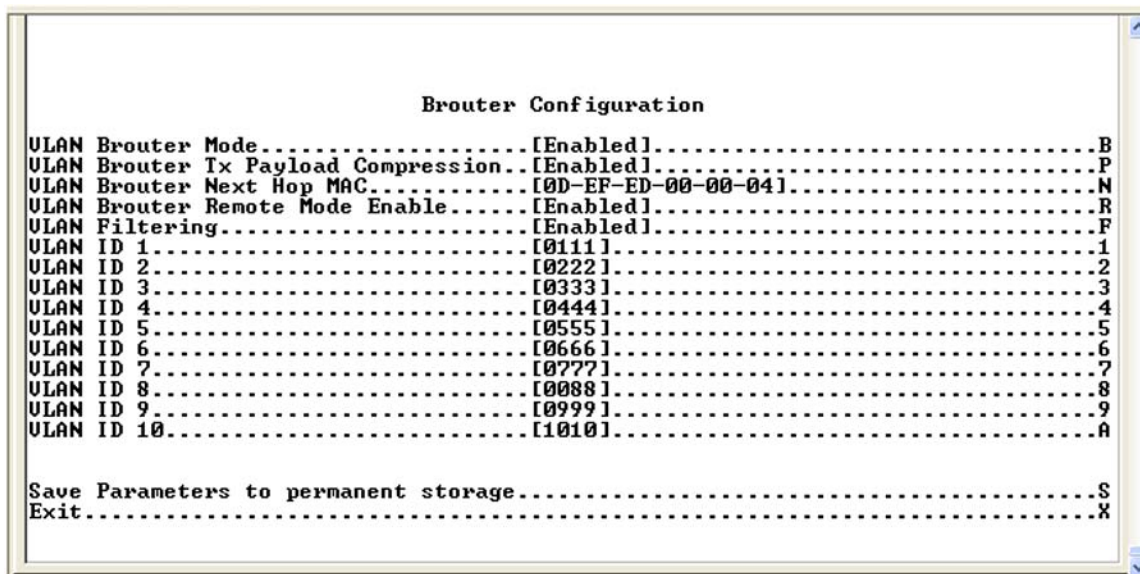 Brouter Configuration
VLAN Brouter Mode.....................[Enabled]..................................B
VLAN Brouter Tx Payload Compression..[Enabled]..................................P
VLAN Brouter Next Hop MAC............[0D-EF-ED-00-00-04]........................N
VLAN Brouter Remote Mode Enable......[Enabled]..................................R
VLAN Filtering.......................[Enabled]..................................F
VLAN ID 1............................[0111].....................................1
VLAN ID 2............................[0222].....................................2
VLAN ID 3............................[0333].....................................3
VLAN ID 4............................[0444].....................................4
VLAN ID 5............................[0555].....................................5
VLAN ID 6............................[0666].....................................6
VLAN ID 7............................[0777].....................................7
VLAN ID 8............................[0088].....................................8
VLAN ID 9............................[0999].....................................9
VLAN ID 10...........................[1010].....................................A
Save Parameters to permanent storage............................................S
Exit............................................................................X